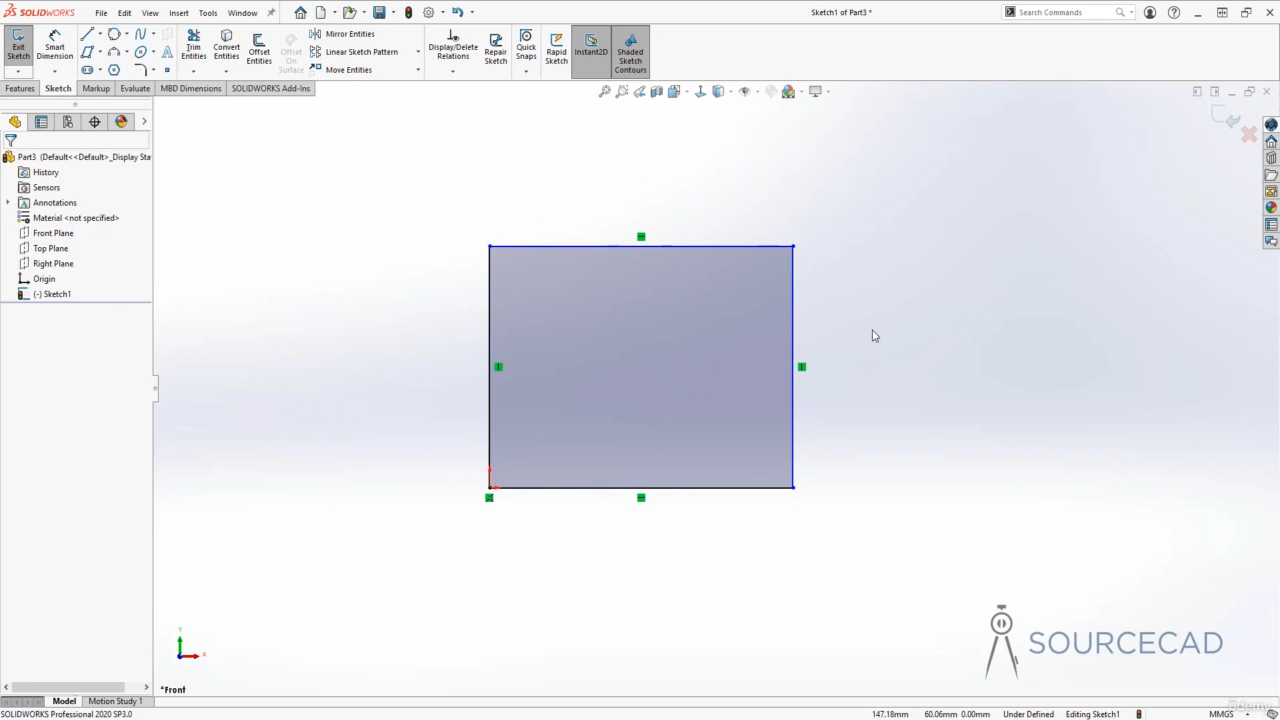 SOLIDWORKS
File
Edit
View
Insert
Tools
Window
Sketch1 of Part3 *
Search Commands
Exit
Sketch
Smart
Dimension
Trim
Entities
Convert
Entities
Offset
Entities
Offset
On
Surface
Mirror Entities
Linear Sketch Pattern
Move Entities
Display/Delete
Relations
Repair
Sketch
Quick
Snaps
Rapid
Sketch
Instant2D
Shaded
Sketch
Contours
Features
Sketch
Markup
Evaluate
MBD Dimensions
SOLIDWORKS Add-Ins
Part3 (Default<<Default>_Display Sta
History
Sensors
Annotations
Material <not specified>
Front Plane
Top Plane
Right Plane
Origin
(-) Sketch1
Y
X
SOURCECAD
*Front
Model
Motion Study 1
SOLIDWORKS Professional 2020 SP3.0
147.18mm
60.06mm 0.00mm
Under Defined
Editing Sketch1
MMGS
ûdemy